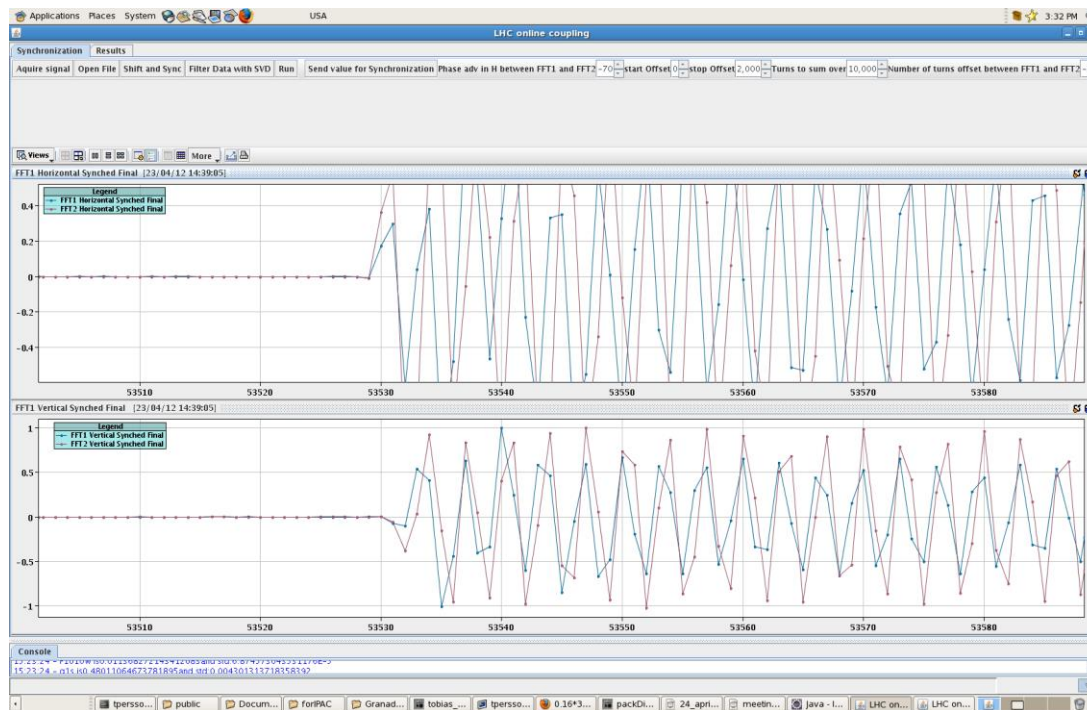 Applications Places System USA 3:32 PM
LHC online coupling
Synchronization Results
Aquire signal Open File Shift and Sync Filter Data with SVD Run Send value for Synchronization Phase adv in H between FFT1 and FFT2 -70 start Offset 0 stop Offset 2,000 Turns to sum over 10,000 Number of turns offset between FFT1 and FFT2 -
Views More
FFT1 Horizontal Synched Final [23/04/12 14:39:05]
Legend
FFT1 Horizontal Synched Final
FFT2 Horizontal Synched Final
0.4
0.2
0
-0.2
-0.4
53510 53520 53530 53540 53550 53560 53570 53580
FFT1 Vertical Synched Final [23/04/12 14:39:05]
Legend
FFT1 Vertical Synched Final
FFT2 Vertical Synched Final
1
0.5
0
-0.5
-1
53510 53520 53530 53540 53550 53560 53570 53580
Console
15:23:24 - q1s is0.48011064673781895and std:0.004301313718358392
tpersso... public Docum... forIPAC Granad... tobias_... tpersso... 0.16*3... packDi... 24_apri... meetin... Java - I... LHC on... LHC on...